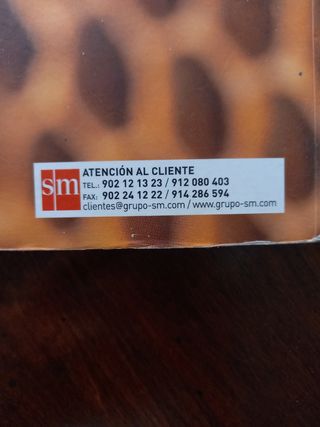 sm
ATENCIÓN AL CLIENTE
TEL.: 902 12 13 23 / 912 080 403
FAX: 902 24 12 22 / 914 286 594
clientes@grupo-sm.com / www.grupo-sm.com